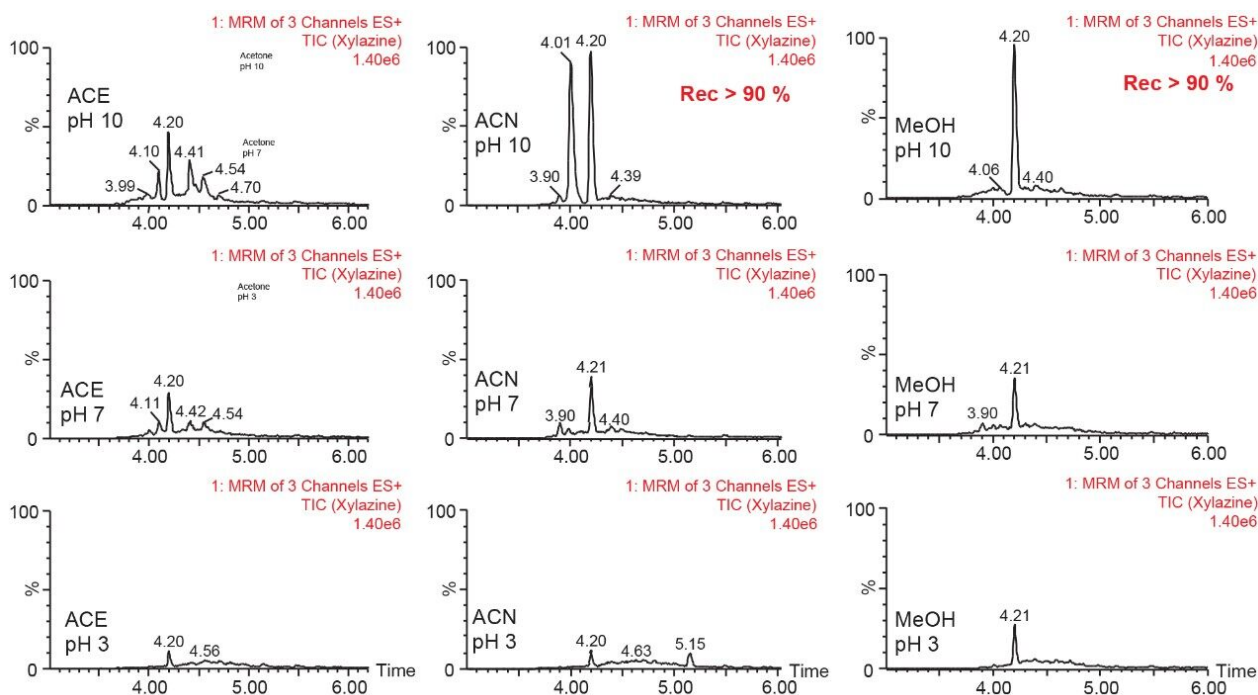 1: MRM of 3 Channels ES+
TIC (Xylazine)
1.40e6
100
%
0
ACE
pH 10
Acetone
pH 10
Acetone
pH 7
3.99
4.10
4.20
4.41
4.54
4.70
4.00
5.00
6.00
1: MRM of 3 Channels ES+
TIC (Xylazine)
1.40e6
Rec > 90 %
100
%
0
ACN
pH 10
3.90
4.01
4.20
4.39
4.00
5.00
6.00
1: MRM of 3 Channels ES+
TIC (Xylazine)
1.40e6
Rec > 90 %
100
%
0
MeOH
pH 10
4.06
4.20
4.40
4.00
5.00
6.00
1: MRM of 3 Channels ES+
TIC (Xylazine)
1.40e6
100
%
0
ACE
pH 7
Acetone
pH 3
4.11
4.20
4.42
4.54
4.00
5.00
6.00
1: MRM of 3 Channels ES+
TIC (Xylazine)
1.40e6
100
%
0
ACN
pH 7
3.90
4.21
4.40
4.00
5.00
6.00
1: MRM of 3 Channels ES+
TIC (Xylazine)
1.40e6
100
%
0
MeOH
pH 7
3.90
4.21
4.00
5.00
6.00
1: MRM of 3 Channels ES+
TIC (Xylazine)
1.40e6
100
%
0
ACE
pH 3
4.20
4.56
Time
4.00
5.00
6.00
1: MRM of 3 Channels ES+
TIC (Xylazine)
1.40e6
100
%
0
ACN
pH 3
4.20
4.63
5.15
Time
4.00
5.00
6.00
1: MRM of 3 Channels ES+
TIC (Xylazine)
1.40e6
100
%
0
MeOH
pH 3
4.21
Time
4.00
5.00
6.00